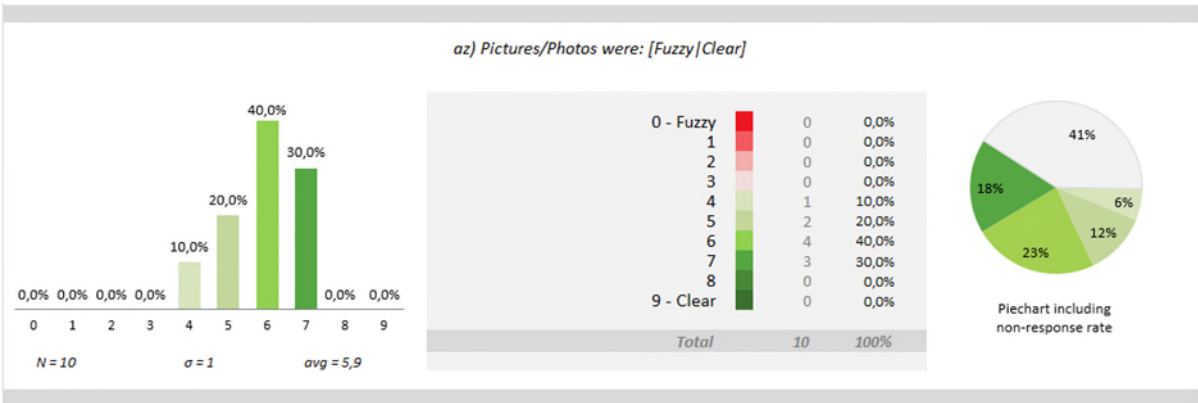 az) Pictures/Photos were: [Fuzzy|Clear]
40,0%
30,0%
20,0%
10,0%
0,0% 0,0% 0,0% 0,0% 0,0% 0,0%
0 1 2 3 4 5 6 7 8 9
N = 10 σ = 1 avg = 5,9
0 - Fuzzy 0 0,0%
1 0 0,0%
2 0 0,0%
3 0 0,0%
4 1 10,0%
5 2 20,0%
6 4 40,0%
7 3 30,0%
8 0 0,0%
9 - Clear 0 0,0%
Total 10 100%
41%
18%
6%
12%
23%
Piechart including
non-response rate